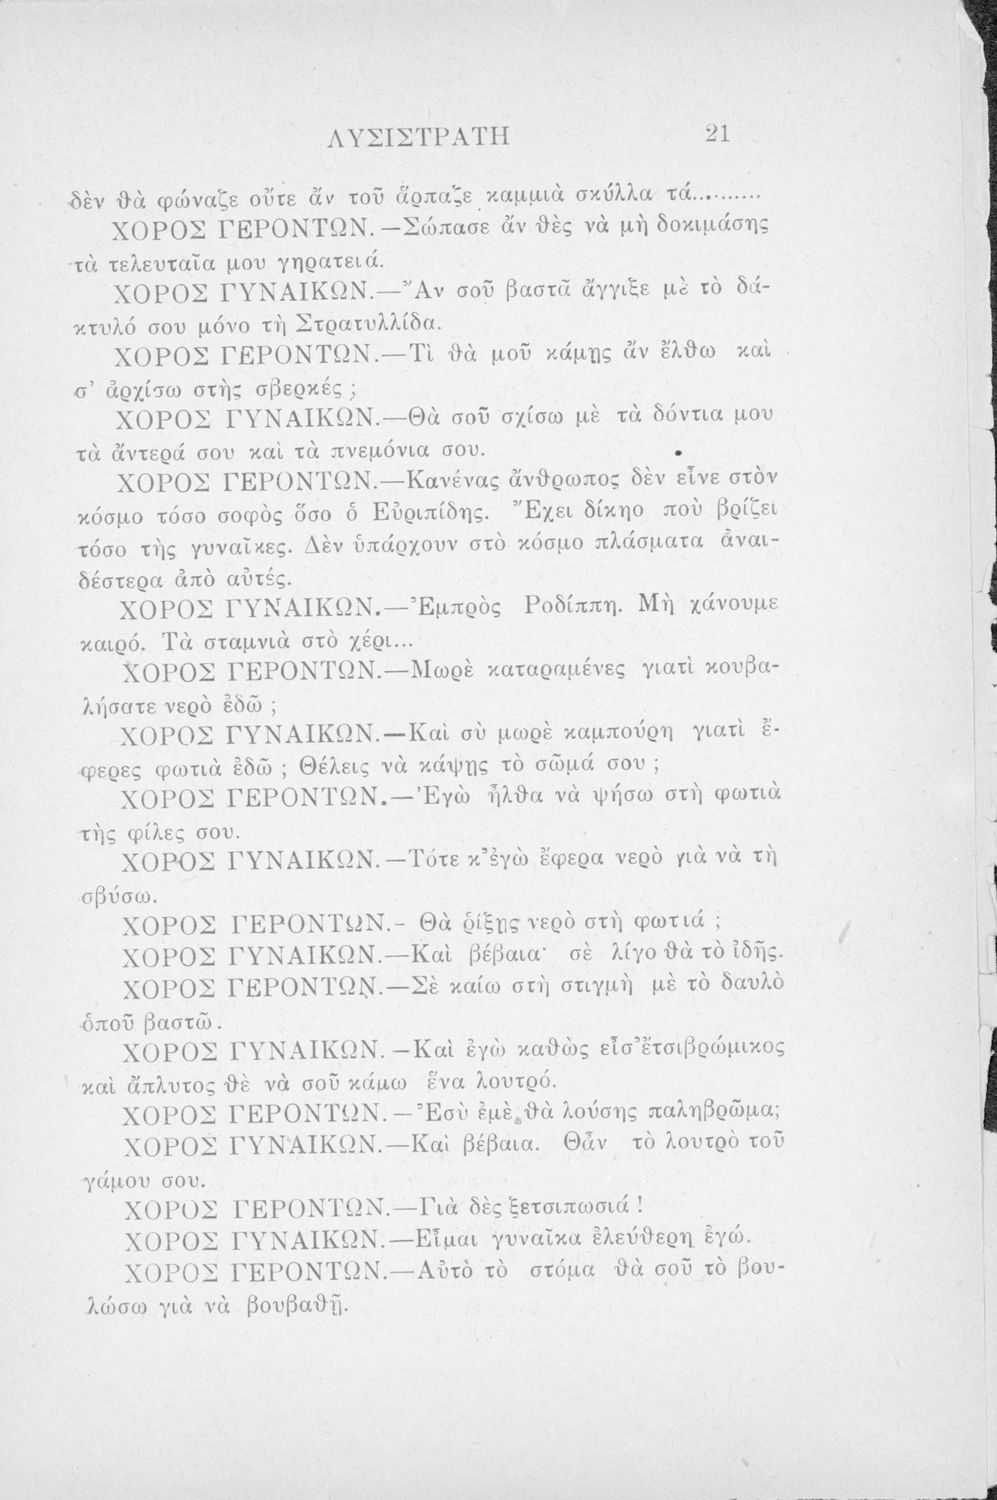 ΛΥΣΙΣΤΡΑΤΗ 21
δὲν θὰ φώναζε οὔτε ἄν τοῦ ἅρπαζε καμμιὰ σκύλλα τά..........
ΧΟΡΟΣ ΓΕΡΟΝΤΩΝ.—Σώπασε ἄν θὲς νὰ μὴ δοκιμάσης
τὰ τελευταῖα μου γηρατειά.
ΧΟΡΟΣ ΓΥΝΑΙΚΩΝ.—Ἄν σοῦ βαστᾶ ἄγγιξε μὲ τὸ δά-
κτυλό σου μόνο τὴ Στρατυλλίδα.
ΧΟΡΟΣ ΓΕΡΟΝΤΩΝ.—Τὶ θὰ μοῦ κάμῃς ἄν ἔλθω καὶ
σ' ἀρχίσω στὴς σβερκές ;
ΧΟΡΟΣ ΓΥΝΑΙΚΩΝ.—Θὰ σοῦ σχίσω μὲ τὰ δόντια μου
τὰ ἄντερά σου καὶ τὰ πνεμόνια σου.
ΧΟΡΟΣ ΓΕΡΟΝΤΩΝ.—Κανένας ἄνθρωπος δὲν εἶνε στὸν
κόσμο τόσο σοφὸς ὅσο ὁ Εὐριπίδης. Ἔχει δίκηο ποὺ βρίζει
τόσο τὴς γυναῖκες. Δὲν ὑπάρχουν στὸ κόσμο πλάσματα ἀναι-
δέστερα ἀπὸ αὐτές.
ΧΟΡΟΣ ΓΥΝΑΙΚΩΝ.—Ἐμπρὸς Ροδίππη. Μὴ χάνουμε
καιρό. Τὰ σταμνιὰ στὸ χέρι...
ΧΟΡΟΣ ΓΕΡΟΝΤΩΝ.—Μωρὲ καταραμένες γιατὶ κουβα-
λήσατε νερὸ ἐδῶ ;
ΧΟΡΟΣ ΓΥΝΑΙΚΩΝ.—Καὶ σὺ μωρὲ καμπούρη γιατὶ ἔ-
φερες φωτιὰ ἐδῶ ; Θέλεις νὰ κάψῃς τὸ σῶμά σου ;
ΧΟΡΟΣ ΓΕΡΟΝΤΩΝ.—Ἐγὼ ἦλθα νὰ ψήσω στὴ φωτιὰ
τὴς φίλες σου.
ΧΟΡΟΣ ΓΥΝΑΙΚΩΝ.—Τότε κ' ἐγὼ ἔφερα νερὸ γιὰ νὰ τὴ
σβύσω.
ΧΟΡΟΣ ΓΕΡΟΝΤΩΝ.- Θὰ ῥίξῃς νερὸ στὴ φωτιά ;
ΧΟΡΟΣ ΓΥΝΑΙΚΩΝ.—Καὶ βέβαια· σὲ λίγο θὰ τὸ ἰδῆς.
ΧΟΡΟΣ ΓΕΡΟΝΤΩΝ.—Σὲ καίω στὴ στιγμὴ μὲ τὸ δαυλὸ
ὁποῦ βαστῶ.
ΧΟΡΟΣ ΓΥΝΑΙΚΩΝ.—Καὶ ἐγὼ καθὼς εἶσ' ἔτσι βρώμικος
καὶ ἄπλυτος θὲ νὰ σοῦ κάμω ἕνα λουτρό.
ΧΟΡΟΣ ΓΕΡΟΝΤΩΝ.—Ἐσὺ ἐμὲ θὰ λούσης παληβρῶμα;
ΧΟΡΟΣ ΓΥΝΑΙΚΩΝ.—Καὶ βέβαια. Θἆν τὸ λουτρὸ τοῦ
γάμου σου.
ΧΟΡΟΣ ΓΕΡΟΝΤΩΝ.—Γιὰ δὲς ξετσιπωσιά !
ΧΟΡΟΣ ΓΥΝΑΙΚΩΝ.—Εἶμαι γυναῖκα ἐλεύθερη ἐγώ.
ΧΟΡΟΣ ΓΕΡΟΝΤΩΝ.—Αὐτὸ τὸ στόμα θὰ σοῦ τὸ βου-
λώσω γιὰ νὰ βουβαθῇ.